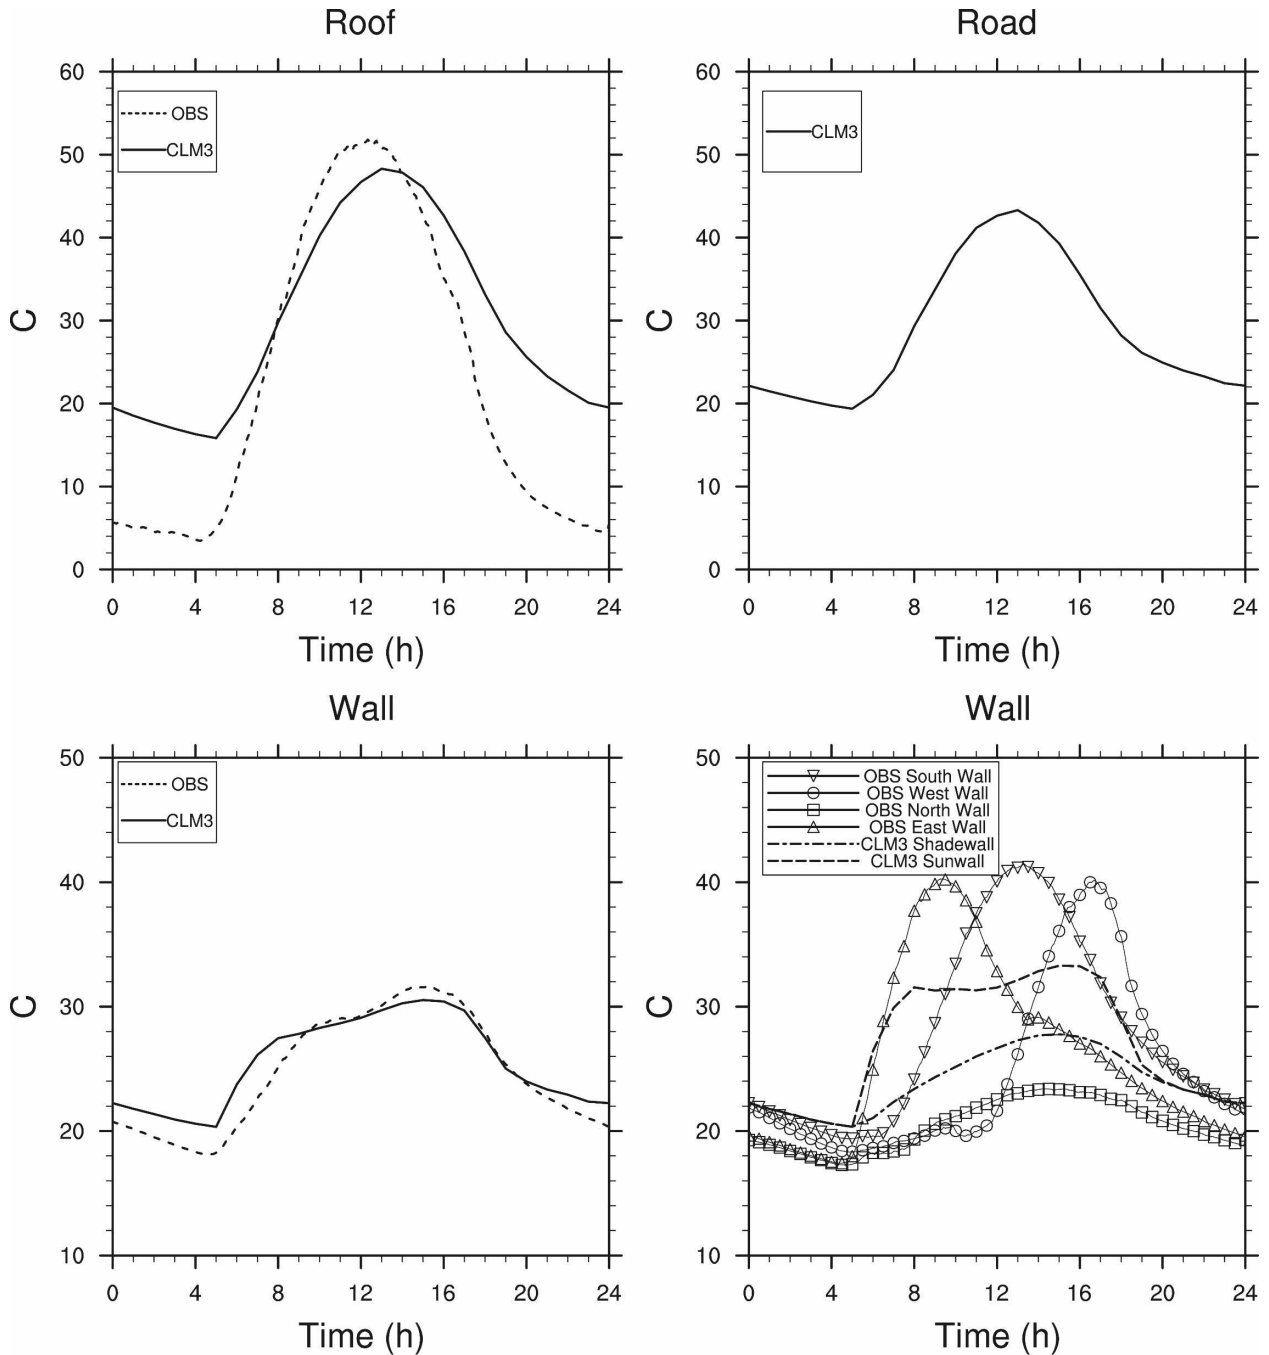 Roof
60
50
40
30
20
10
0
C
OBS
CLM3
0 4 8 12 16 20 24
Time (h)
Road
60
50
40
30
20
10
0
C
CLM3
0 4 8 12 16 20 24
Time (h)
Wall
50
40
30
20
10
C
OBS
CLM3
0 4 8 12 16 20 24
Time (h)
Wall
50
40
30
20
10
C
OBS South Wall
OBS West Wall
OBS North Wall
OBS East Wall
CLM3 Shadewall
CLM3 Sunwall
0 4 8 12 16 20 24
Time (h)